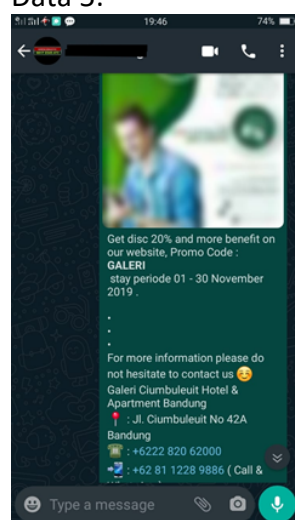 Data 5:
19:46
74%
Get disc 20% and more benefit on
our website, Promo Code :
GALERI
stay periode 01 - 30 November
2019 .
.
.
.
For more information please do
not hesitate to contact us 😊
Galeri Ciumbuleuit Hotel &
Apartment Bandung
📍 : Jl. Ciumbuleuit No 42A
Bandung
☎ : +6222 820 62000
📲 : +62 81 1228 9886 ( Call &
Type a message